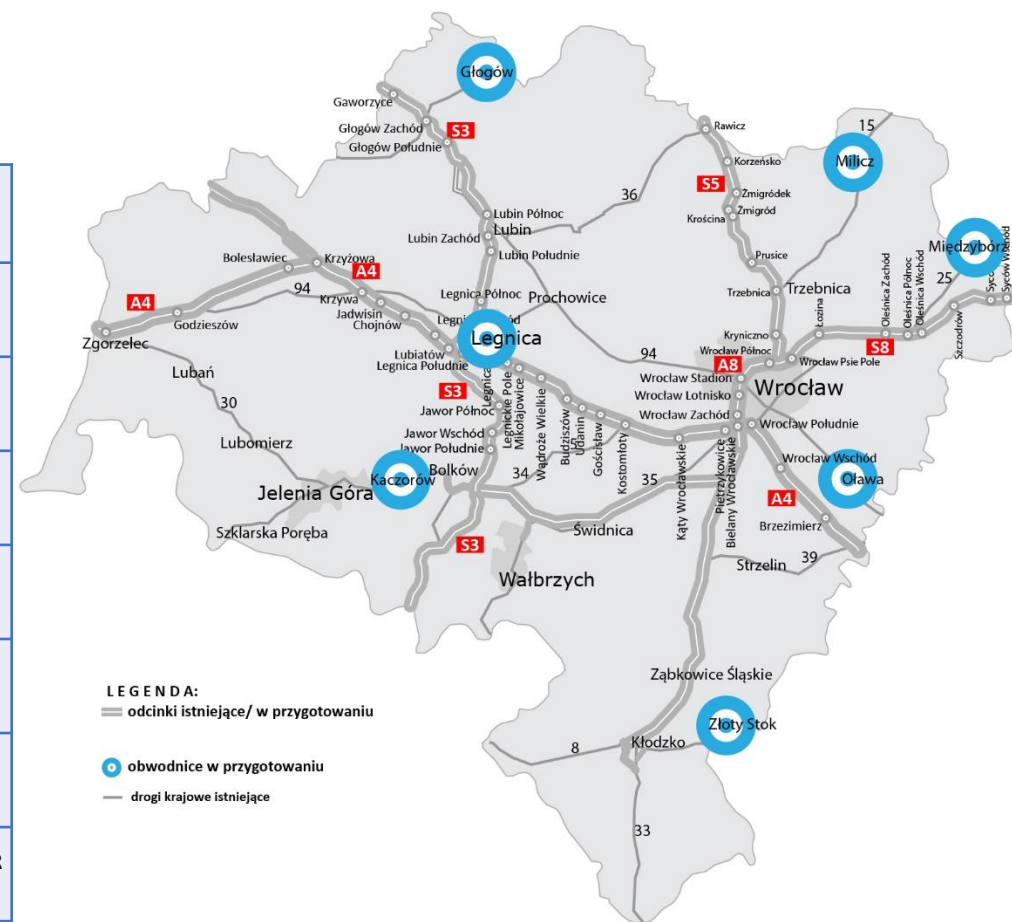 Głogów
Gaworzyce
Głogów Zachód
S3
Głogów Południe
15
Rawicz
Milicz
Korzeńsko
S5
36
Żmigródek
Żmigród
Krościna
Lubin Północ
Lubin
Lubin Zachód
Międzybórz
Lubin Południe
Prusice
Bolesławiec
Krzyżowa
A4
25
Oleśnica Zachód
Oleśnica Północ
Oleśnica Wschód
Syców Wschód
94
Krzywa
Trzebnica
Trzebnica
A4
Jadwisin
Legnica Północ
Prochowice
Łozina
Godzieszów
Chojnów
Szczodrów
Zgorzelec
Legnica
Kryniczno
S8
Lubiatów
94
Wrocław Północ
Wrocław Psie Pole
Legnica Południe
A8
Lubań
Wrocław Stadion
Wrocław
S3
Legnickie Pole
Mikołajowice
Wądroże Wielkie
Budziszów
Udanin
Gościsław
Kostomłoty
Wrocław Lotnisko
30
Jawor Północ
Wrocław Zachód
Wrocław Południe
Jawor Wschód
Lubomierz
Jawor Południe
Wrocław Wschód
Bolków
34
35
Kąty Wrocławskie
Pietrzykowice
Bielany Wrocławskie
Kaczorów
Oława
Jelenia Góra
A4
Szklarska Poręba
Świdnica
Brzezimierz
S3
39
Strzelin
Wałbrzych
Ząbkowice Śląskie
LEGENDA:
odcinki istniejące/ w przygotowaniu
Złoty Stok
8
Kłodzko
obwodnice w przygotowaniu
drogi krajowe istniejące
33